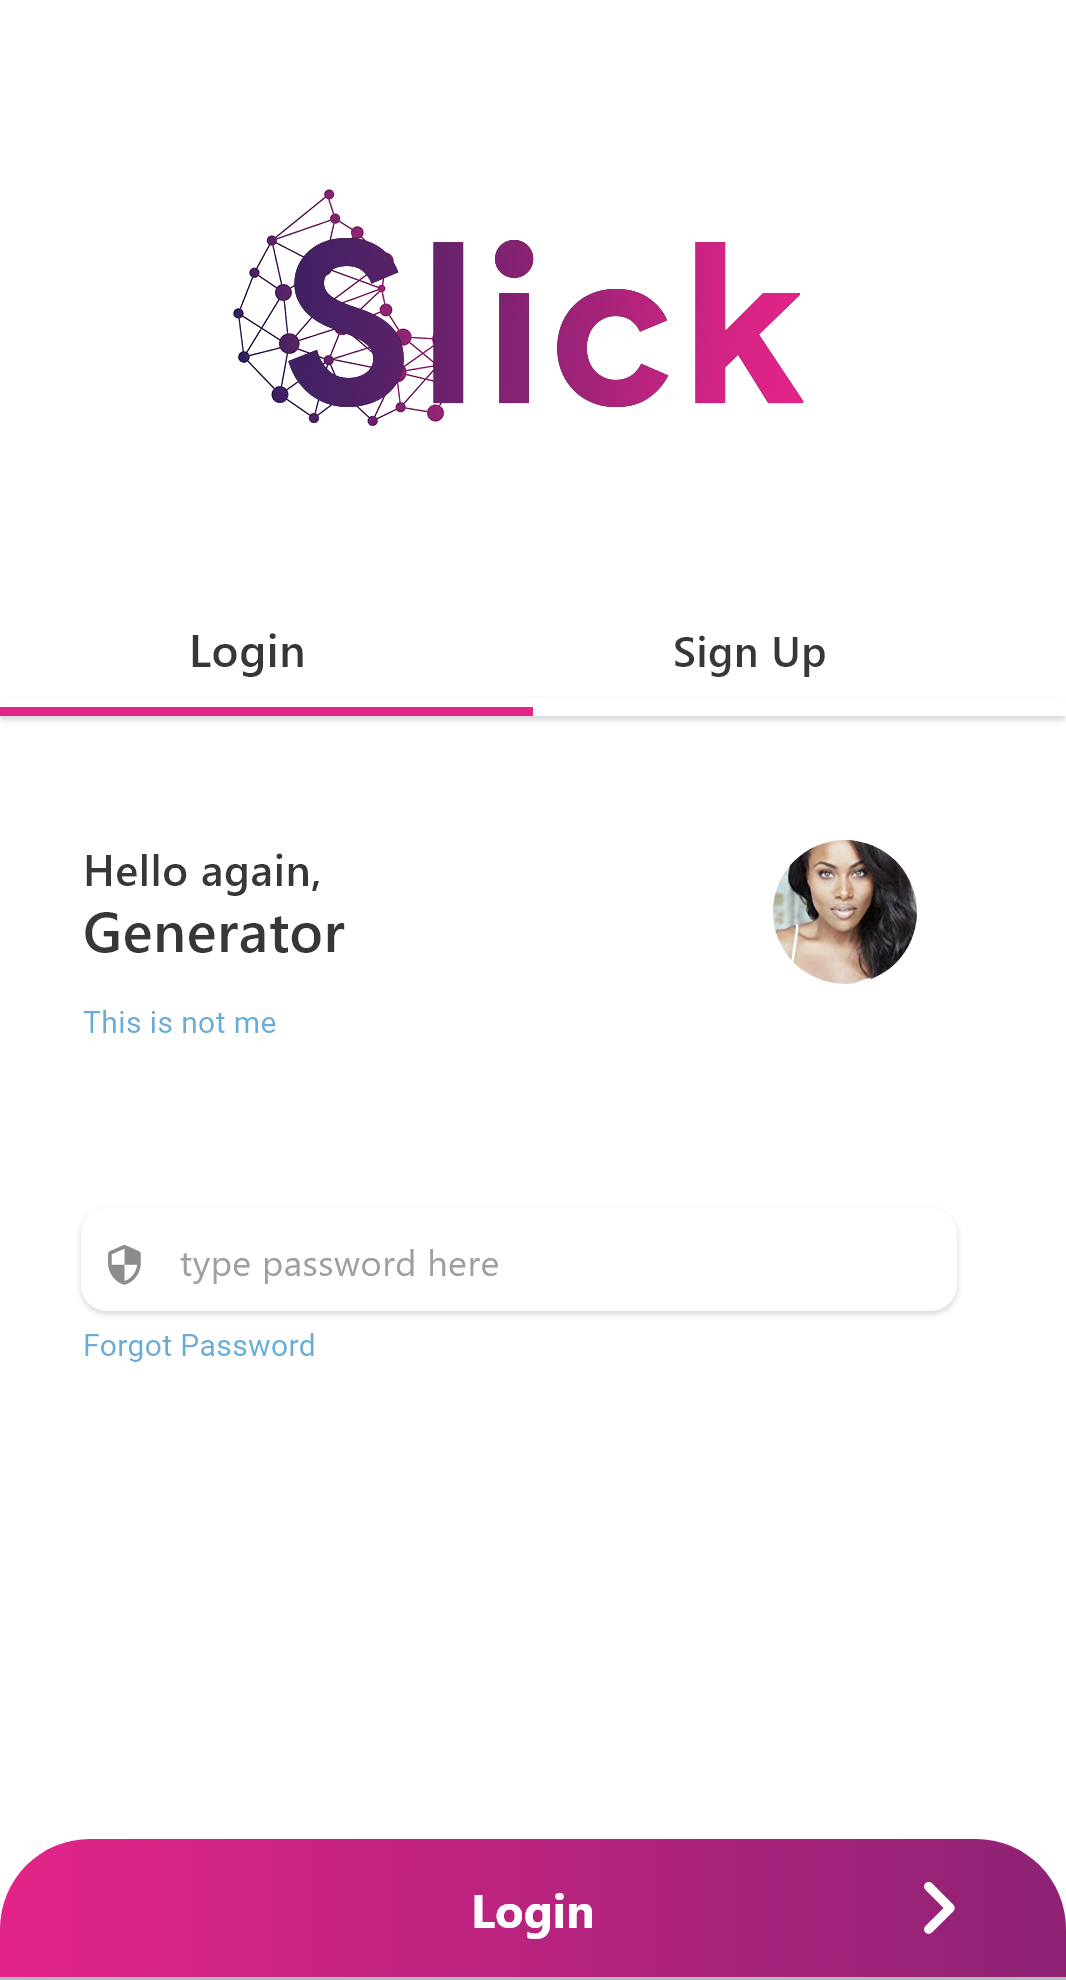 Slick
Login
Sign Up
Hello again,
Generator
This is not me
type password here
Forgot Password
Login